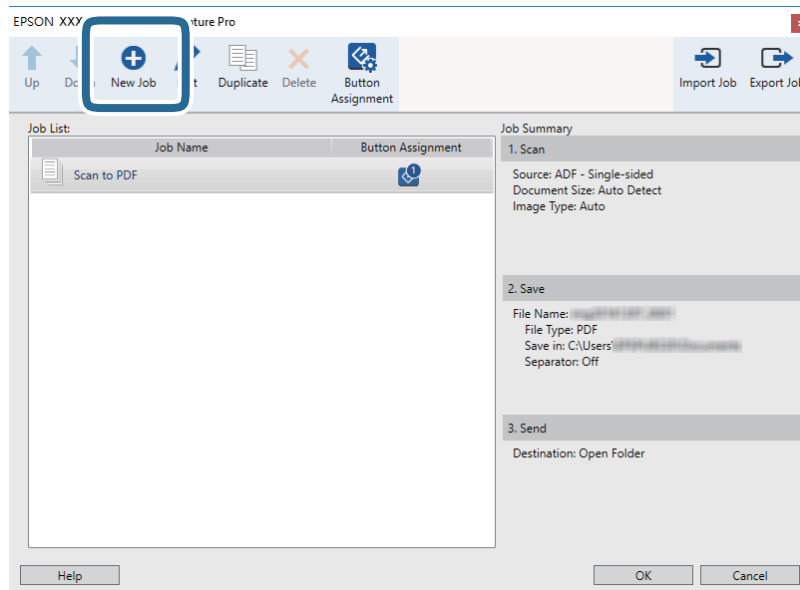 EPSON XXX ture Pro
Up
New Job
Duplicate
Delete
Button
Assignment
Import Job
Export Job
Job List:
Job Name
Button Assignment
Scan to PDF
1
Job Summary
1. Scan
Source: ADF - Single-sided
Document Size: Auto Detect
Image Type: Auto
2. Save
File Name:
File Type: PDF
Save in: C:\Users\
Separator: Off
3. Send
Destination: Open Folder
Help
OK
Cancel